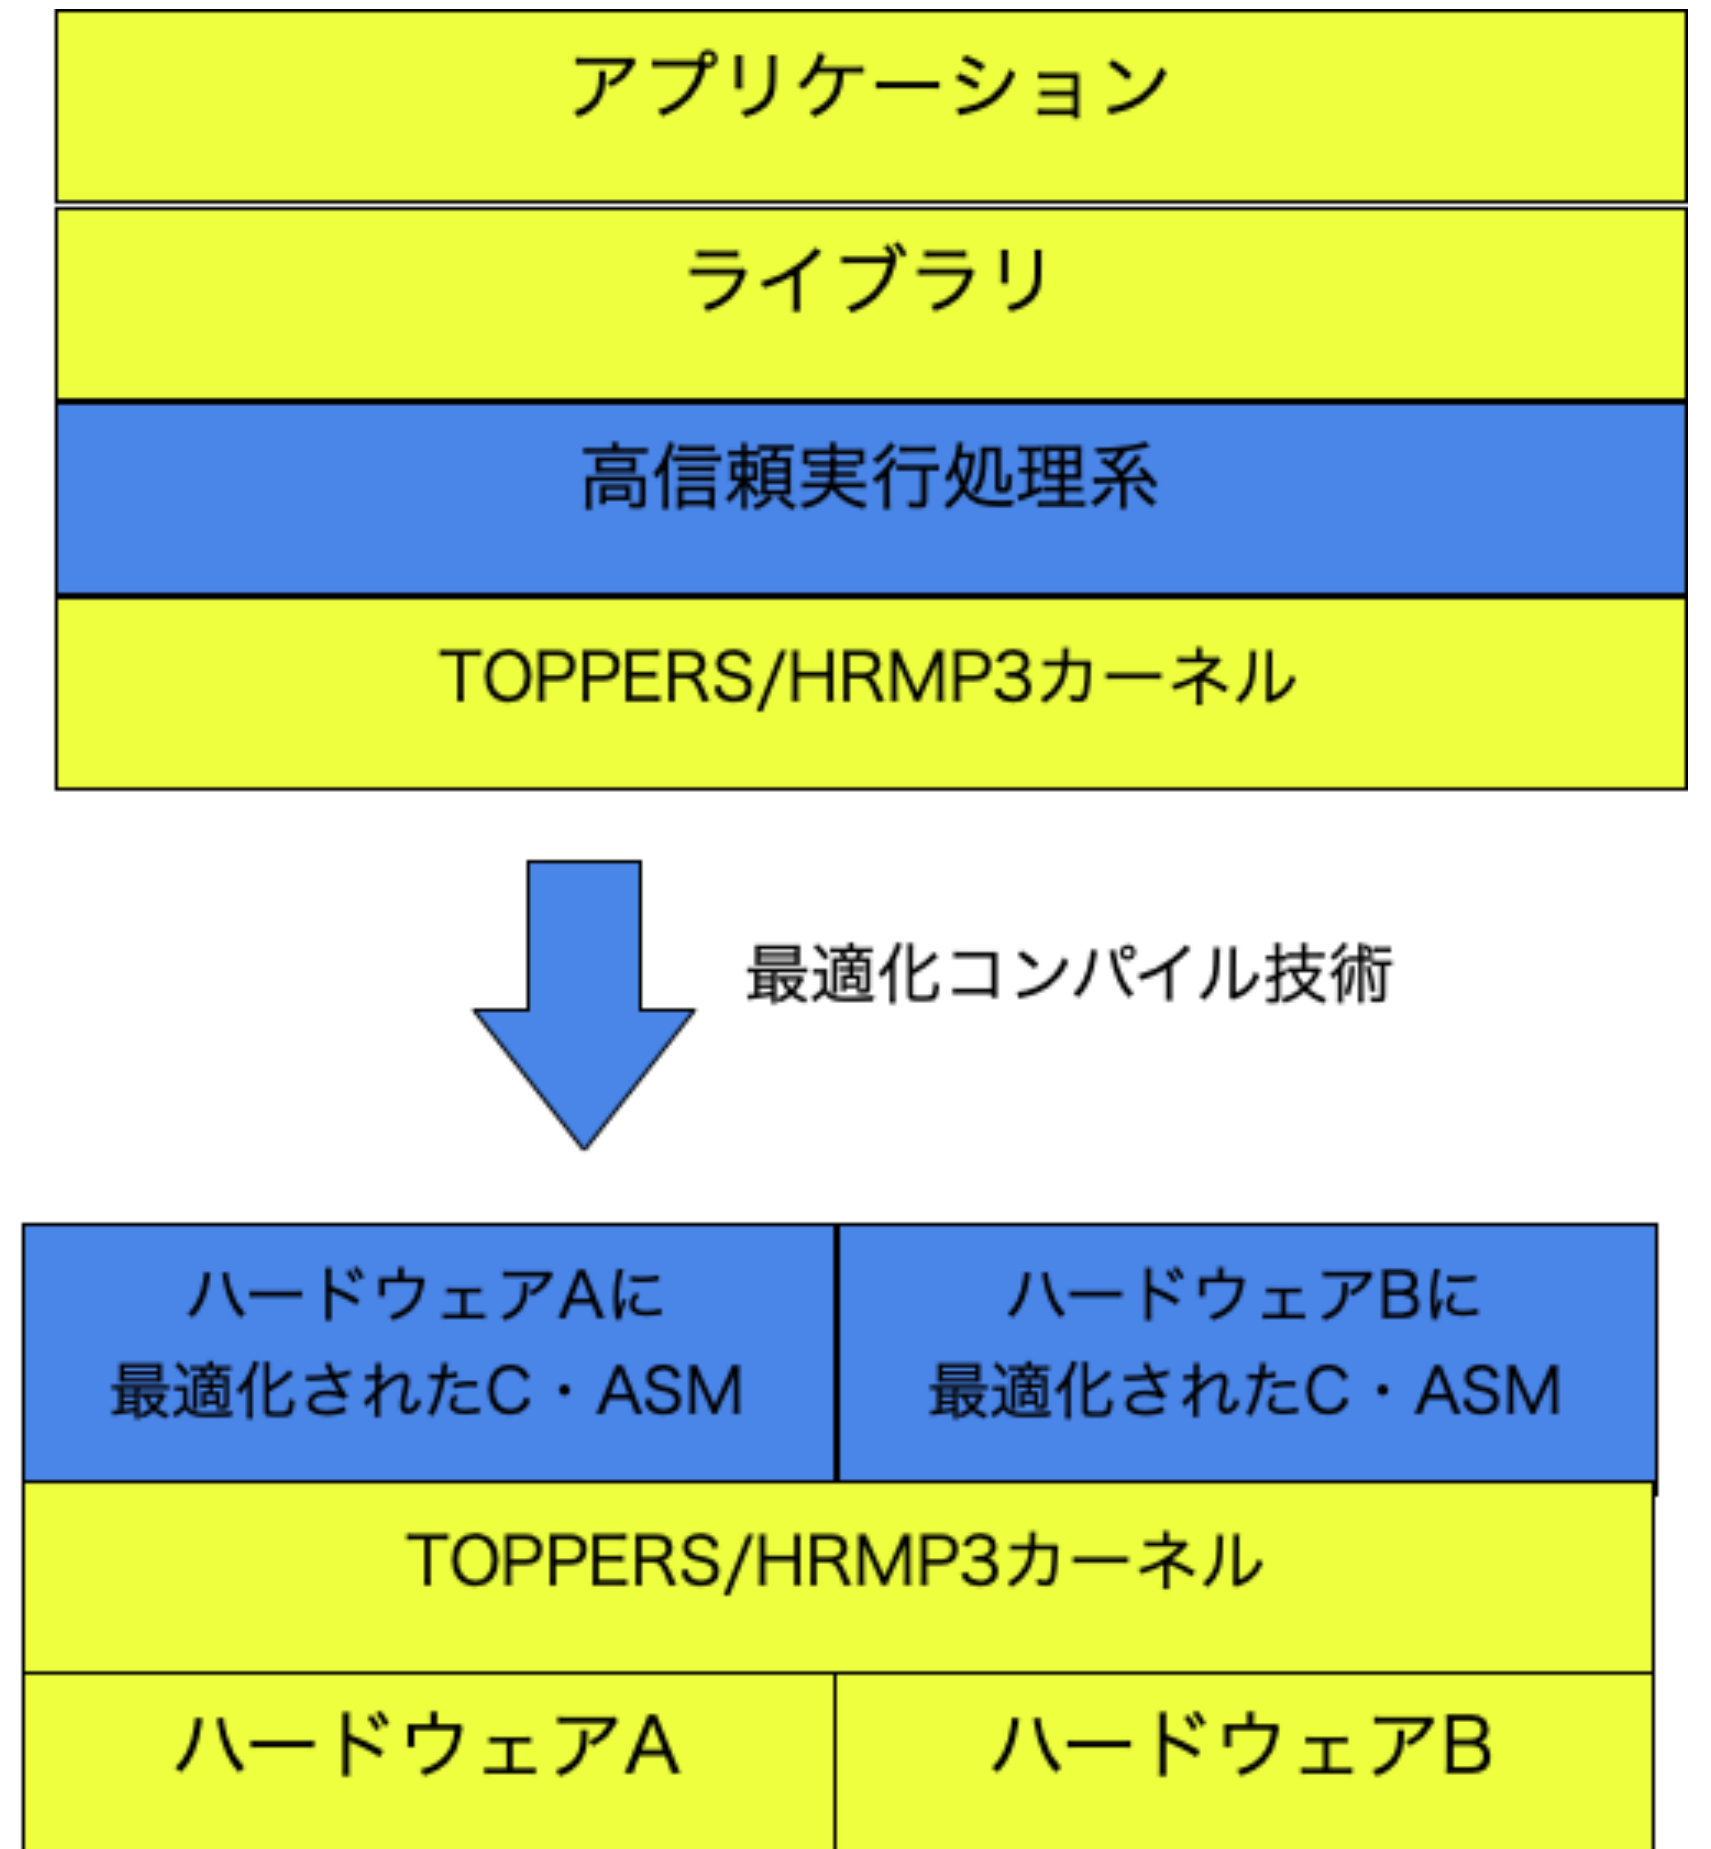 アプリケーション
ライブラリ
高信頼実行処理系
TOPPERS/HRMP3カーネル
最適化コンパイル技術
ハードウェアAに
最適化されたC・ASM
ハードウェアBに
最適化されたC・ASM
TOPPERS/HRMP3カーネル
ハードウェアA
ハードウェアB